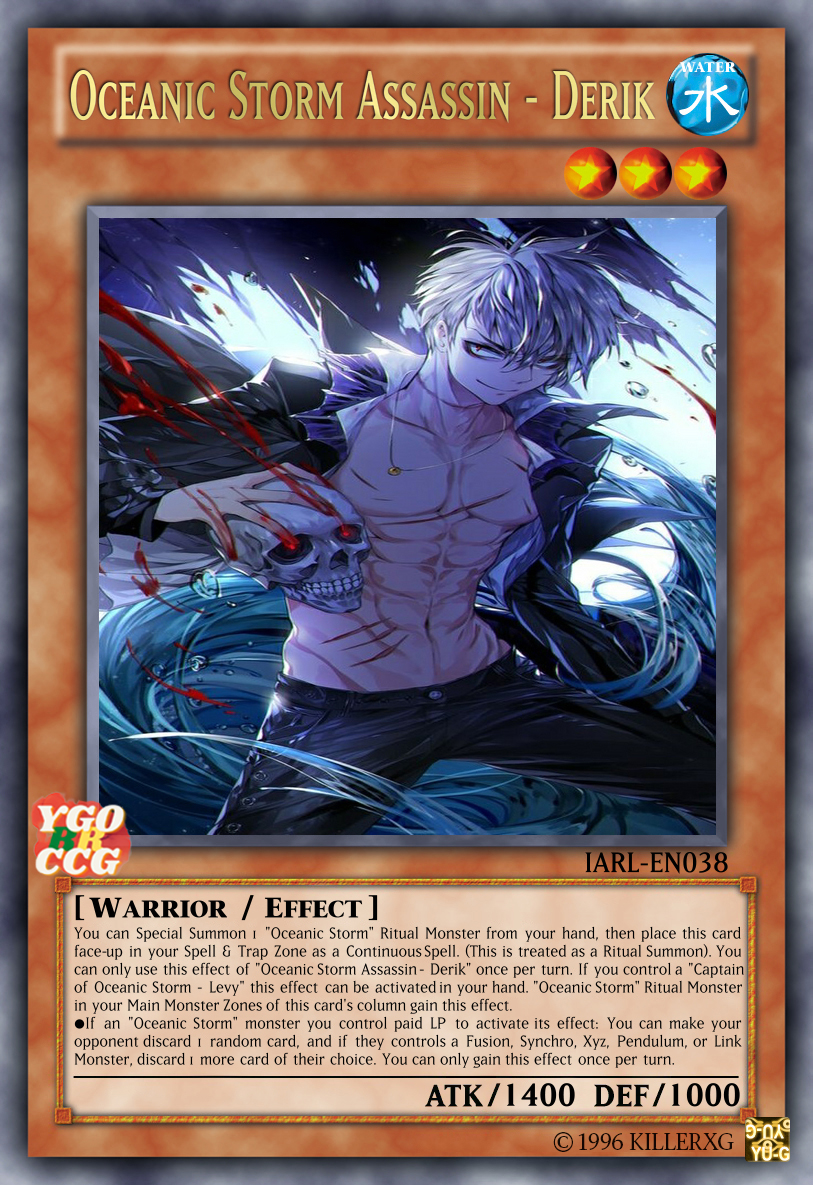 OCEANIC STORM ASSASSIN - DERIK
WATER
水
YGO
RR
CCG
IARL-EN038
[ WARRIOR / EFFECT ]
You can Special Summon 1 "Oceanic Storm" Ritual Monster from your hand, then place this card
face-up in your Spell & Trap Zone as a Continuous Spell. (This is treated as a Ritual Summon). You
can only use this effect of "Oceanic Storm Assassin - Derik" once per turn. If you control a "Captain
of Oceanic Storm - Levy" this effect can be activated in your hand. "Oceanic Storm" Ritual Monster
in your Main Monster Zones of this card's column gain this effect.
●If an "Oceanic Storm" monster you control paid LP to activate its effect: You can make your
opponent discard 1 random card, and if they controls a Fusion, Synchro, Xyz, Pendulum, or Link
Monster, discard 1 more card of their choice. You can only gain this effect once per turn.
ATK/1400 DEF/1000
© 1996 KILLERXG